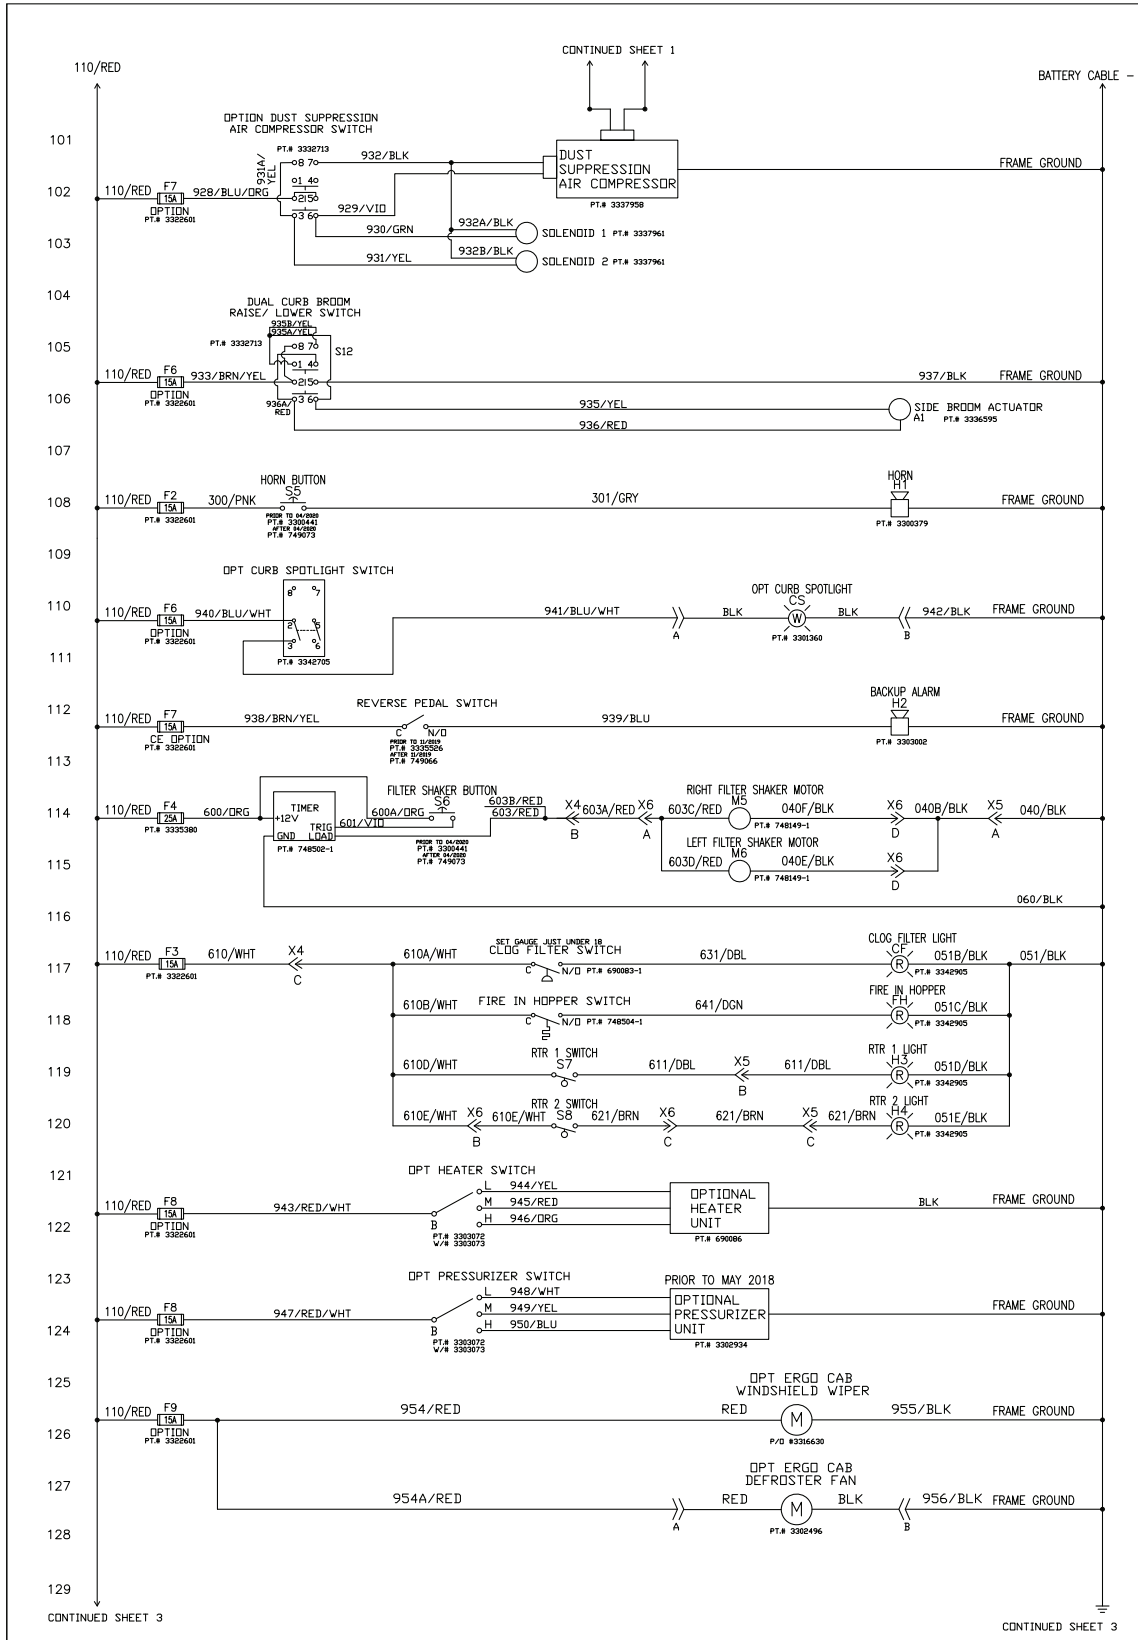 CONTINUED SHEET 1
110/RED
BATTERY CABLE -
OPTION DUST SUPPRESSION
AIR COMPRESSOR SWITCH
PT.# 3332713
101
931A/
YEL
8 7
932/BLK
DUST
SUPPRESSION
AIR COMPRESSOR
PT.# 3337958
FRAME GROUND
102
110/RED
F7
15A
OPTION
PT.# 3322601
928/BLU/ORG
1 4
2 5
3 6
929/VIO
930/GRN
932A/BLK
SOLENOID 1 PT.# 3337961
103
931/YEL
932B/BLK
SOLENOID 2 PT.# 3337961
104
DUAL CURB BROOM
RAISE/ LOWER SWITCH
935B/YEL
935A/YEL
PT.# 3332713
105
8 7
S12
1 4
110/RED
F6
15A
OPTION
PT.# 3322601
933/BRN/YEL
2 5
937/BLK
FRAME GROUND
106
936A/
RED
3 6
935/YEL
936/RED
SIDE BROOM ACTUATOR
A1
PT.# 3336595
107
HORN BUTTON
S5
HORN
H1
108
110/RED
F2
15A
PT.# 3322601
300/PNK
301/GRY
FRAME GROUND
PRIOR TO 04/2020
PT.# 3300441
AFTER 04/2020
PT.# 749073
PT.# 3300379
109
OPT CURB SPOTLIGHT SWITCH
8 7
OPT CURB SPOTLIGHT
CS
110
110/RED
F6
15A
OPTION
PT.# 3322601
940/BLU/WHT
2 5
3 6
PT.# 3342705
941/BLU/WHT
A
BLK
W
PT.# 3301360
BLK
B
942/BLK
FRAME GROUND
111
REVERSE PEDAL SWITCH
BACKUP ALARM
H2
112
110/RED
F7
15A
CE OPTION
PT.# 3322601
938/BRN/YEL
C
N/O
PRIOR TO 11/2019
PT.# 3335526
AFTER 11/2019
PT.# 749066
939/BLU
FRAME GROUND
PT.# 3303002
113
FILTER SHAKER BUTTON
S6
RIGHT FILTER SHAKER MOTOR
M5
114
110/RED
F4
25A
PT.# 3335380
600/ORG
TIMER
+12V
TRIG
GND LOAD
PT.# 748502-1
600A/ORG
601/VIO
PRIOR TO 04/2020
PT.# 3300441
AFTER 04/2020
PT.# 749073
603B/RED
603/RED
X4
B
603A/RED
X6
A
603C/RED
PT.# 748149-1
040F/BLK
X6
D
040B/BLK
X5
A
040/BLK
115
LEFT FILTER SHAKER MOTOR
603D/RED
M6
PT.# 748149-1
040E/BLK
X6
D
060/BLK
116
117
110/RED
F3
15A
PT.# 3322601
610/WHT
X4
C
610A/WHT
SET GAUGE JUST UNDER 18
CLOG FILTER SWITCH
C
N/O PT.# 690083-1
631/DBL
CLOG FILTER LIGHT
CF
R
PT.# 3342905
051B/BLK
051/BLK
118
610B/WHT
FIRE IN HOPPER SWITCH
C
N/O PT.# 748504-1
641/DGN
FIRE IN HOPPER
FH
R
PT.# 3342905
051C/BLK
119
610D/WHT
RTR 1 SWITCH
S7
611/DBL
X5
B
611/DBL
RTR 1 LIGHT
H3
R
PT.# 3342905
051D/BLK
120
610E/WHT
X6
B
610E/WHT
RTR 2 SWITCH
S8
621/BRN
X6
C
621/BRN
X5
C
621/BRN
RTR 2 LIGHT
H4
R
PT.# 3342905
051E/BLK
121
OPT HEATER SWITCH
122
110/RED
F8
15A
OPTION
PT.# 3322601
943/RED/WHT
B
L 944/YEL
M 945/RED
H 946/ORG
PT.# 3303072
W/# 3303073
OPTIONAL
HEATER
UNIT
PT.# 690086
BLK
FRAME GROUND
123
OPT PRESSURIZER SWITCH
PRIOR TO MAY 2018
124
110/RED
F8
15A
OPTION
PT.# 3322601
947/RED/WHT
B
L 948/WHT
M 949/YEL
H 950/BLU
PT.# 3303072
W/# 3303073
OPTIONAL
PRESSURIZER
UNIT
PT.# 3302934
FRAME GROUND
125
OPT ERGO CAB
WINDSHIELD WIPER
126
110/RED
F9
15A
OPTION
PT.# 3322601
954/RED
RED
M
P/O #3316630
955/BLK
FRAME GROUND
127
OPT ERGO CAB
DEFROSTER FAN
954A/RED
A
RED
M
PT.# 3302496
BLK
B
956/BLK
FRAME GROUND
128
129
CONTINUED SHEET 3
CONTINUED SHEET 3